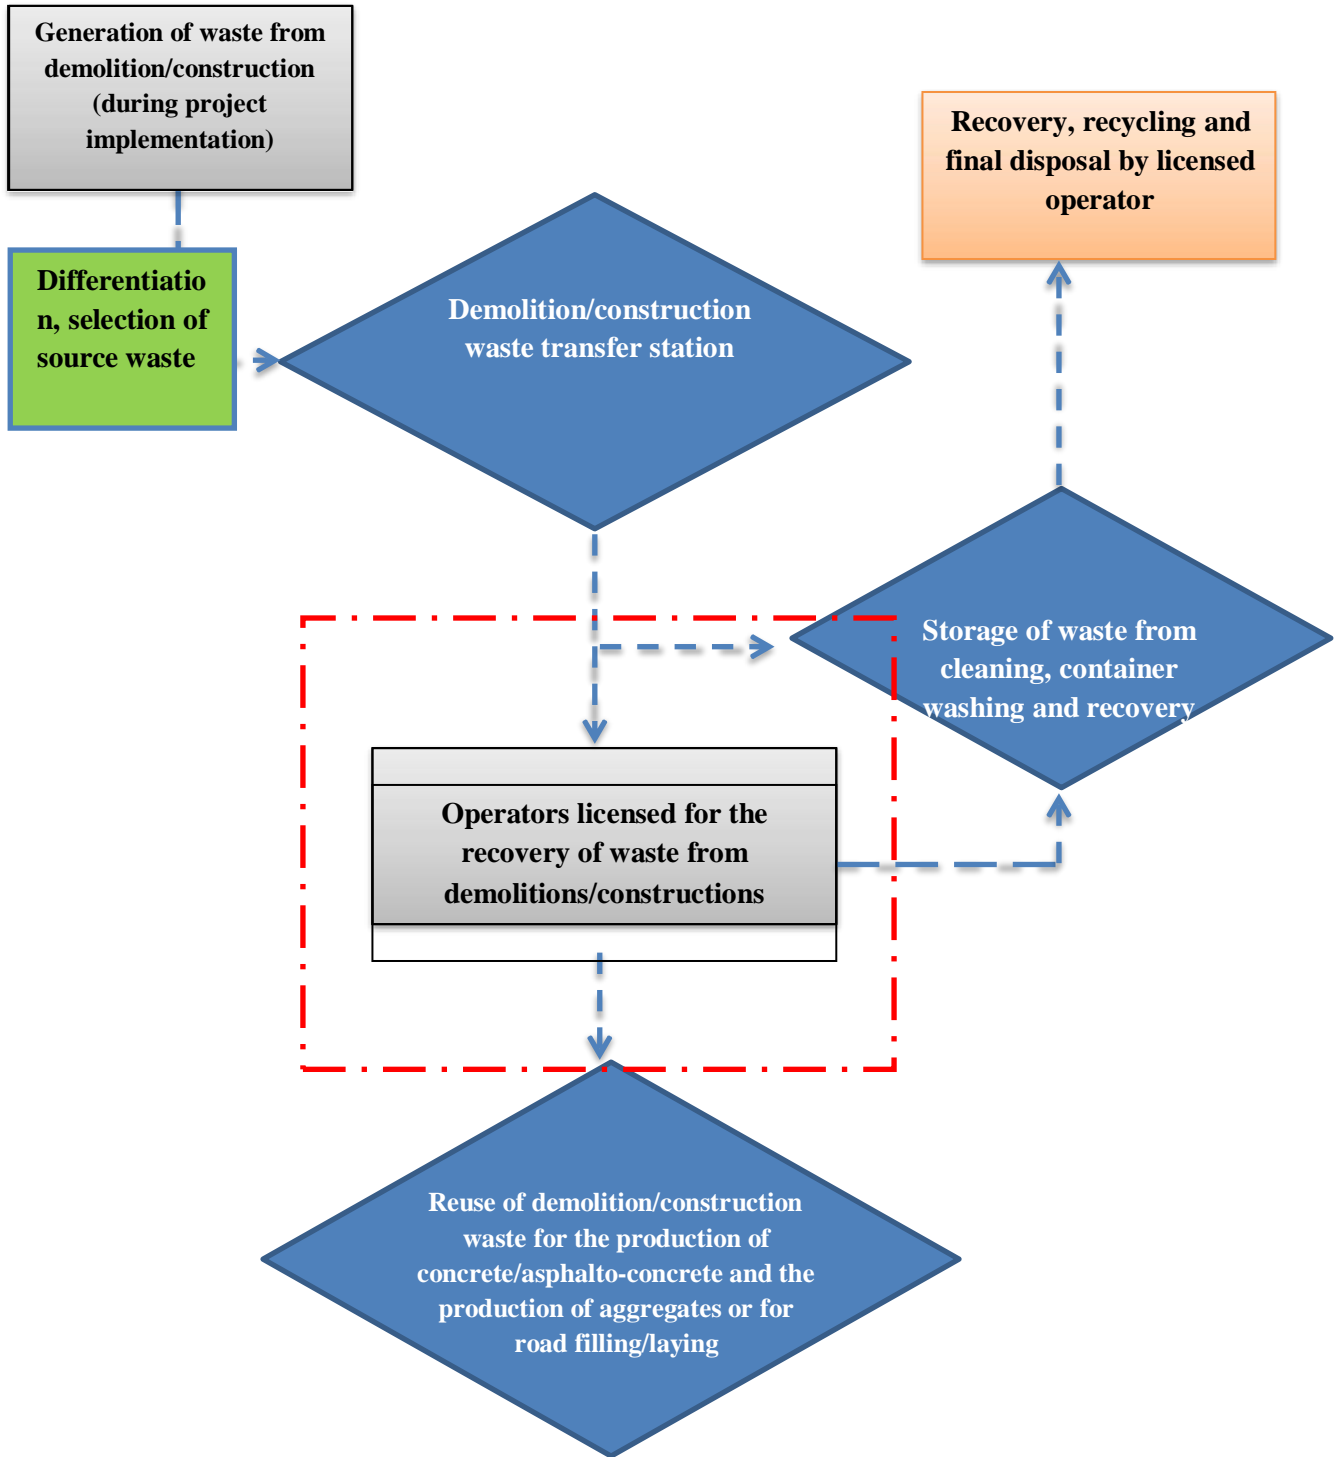 Generation of waste from
demolition/construction
(during project
implementation)
Differentiatio
n, selection of
source waste
Demolition/construction
waste transfer station
Recovery, recycling and
final disposal by licensed
operator
Storage of waste from
cleaning, container
washing and recovery
Operators licensed for the
recovery of waste from
demolitions/constructions
Reuse of demolition/construction
waste for the production of
concrete/asphalto-concrete and the
production of aggregates or for
road filling/laying